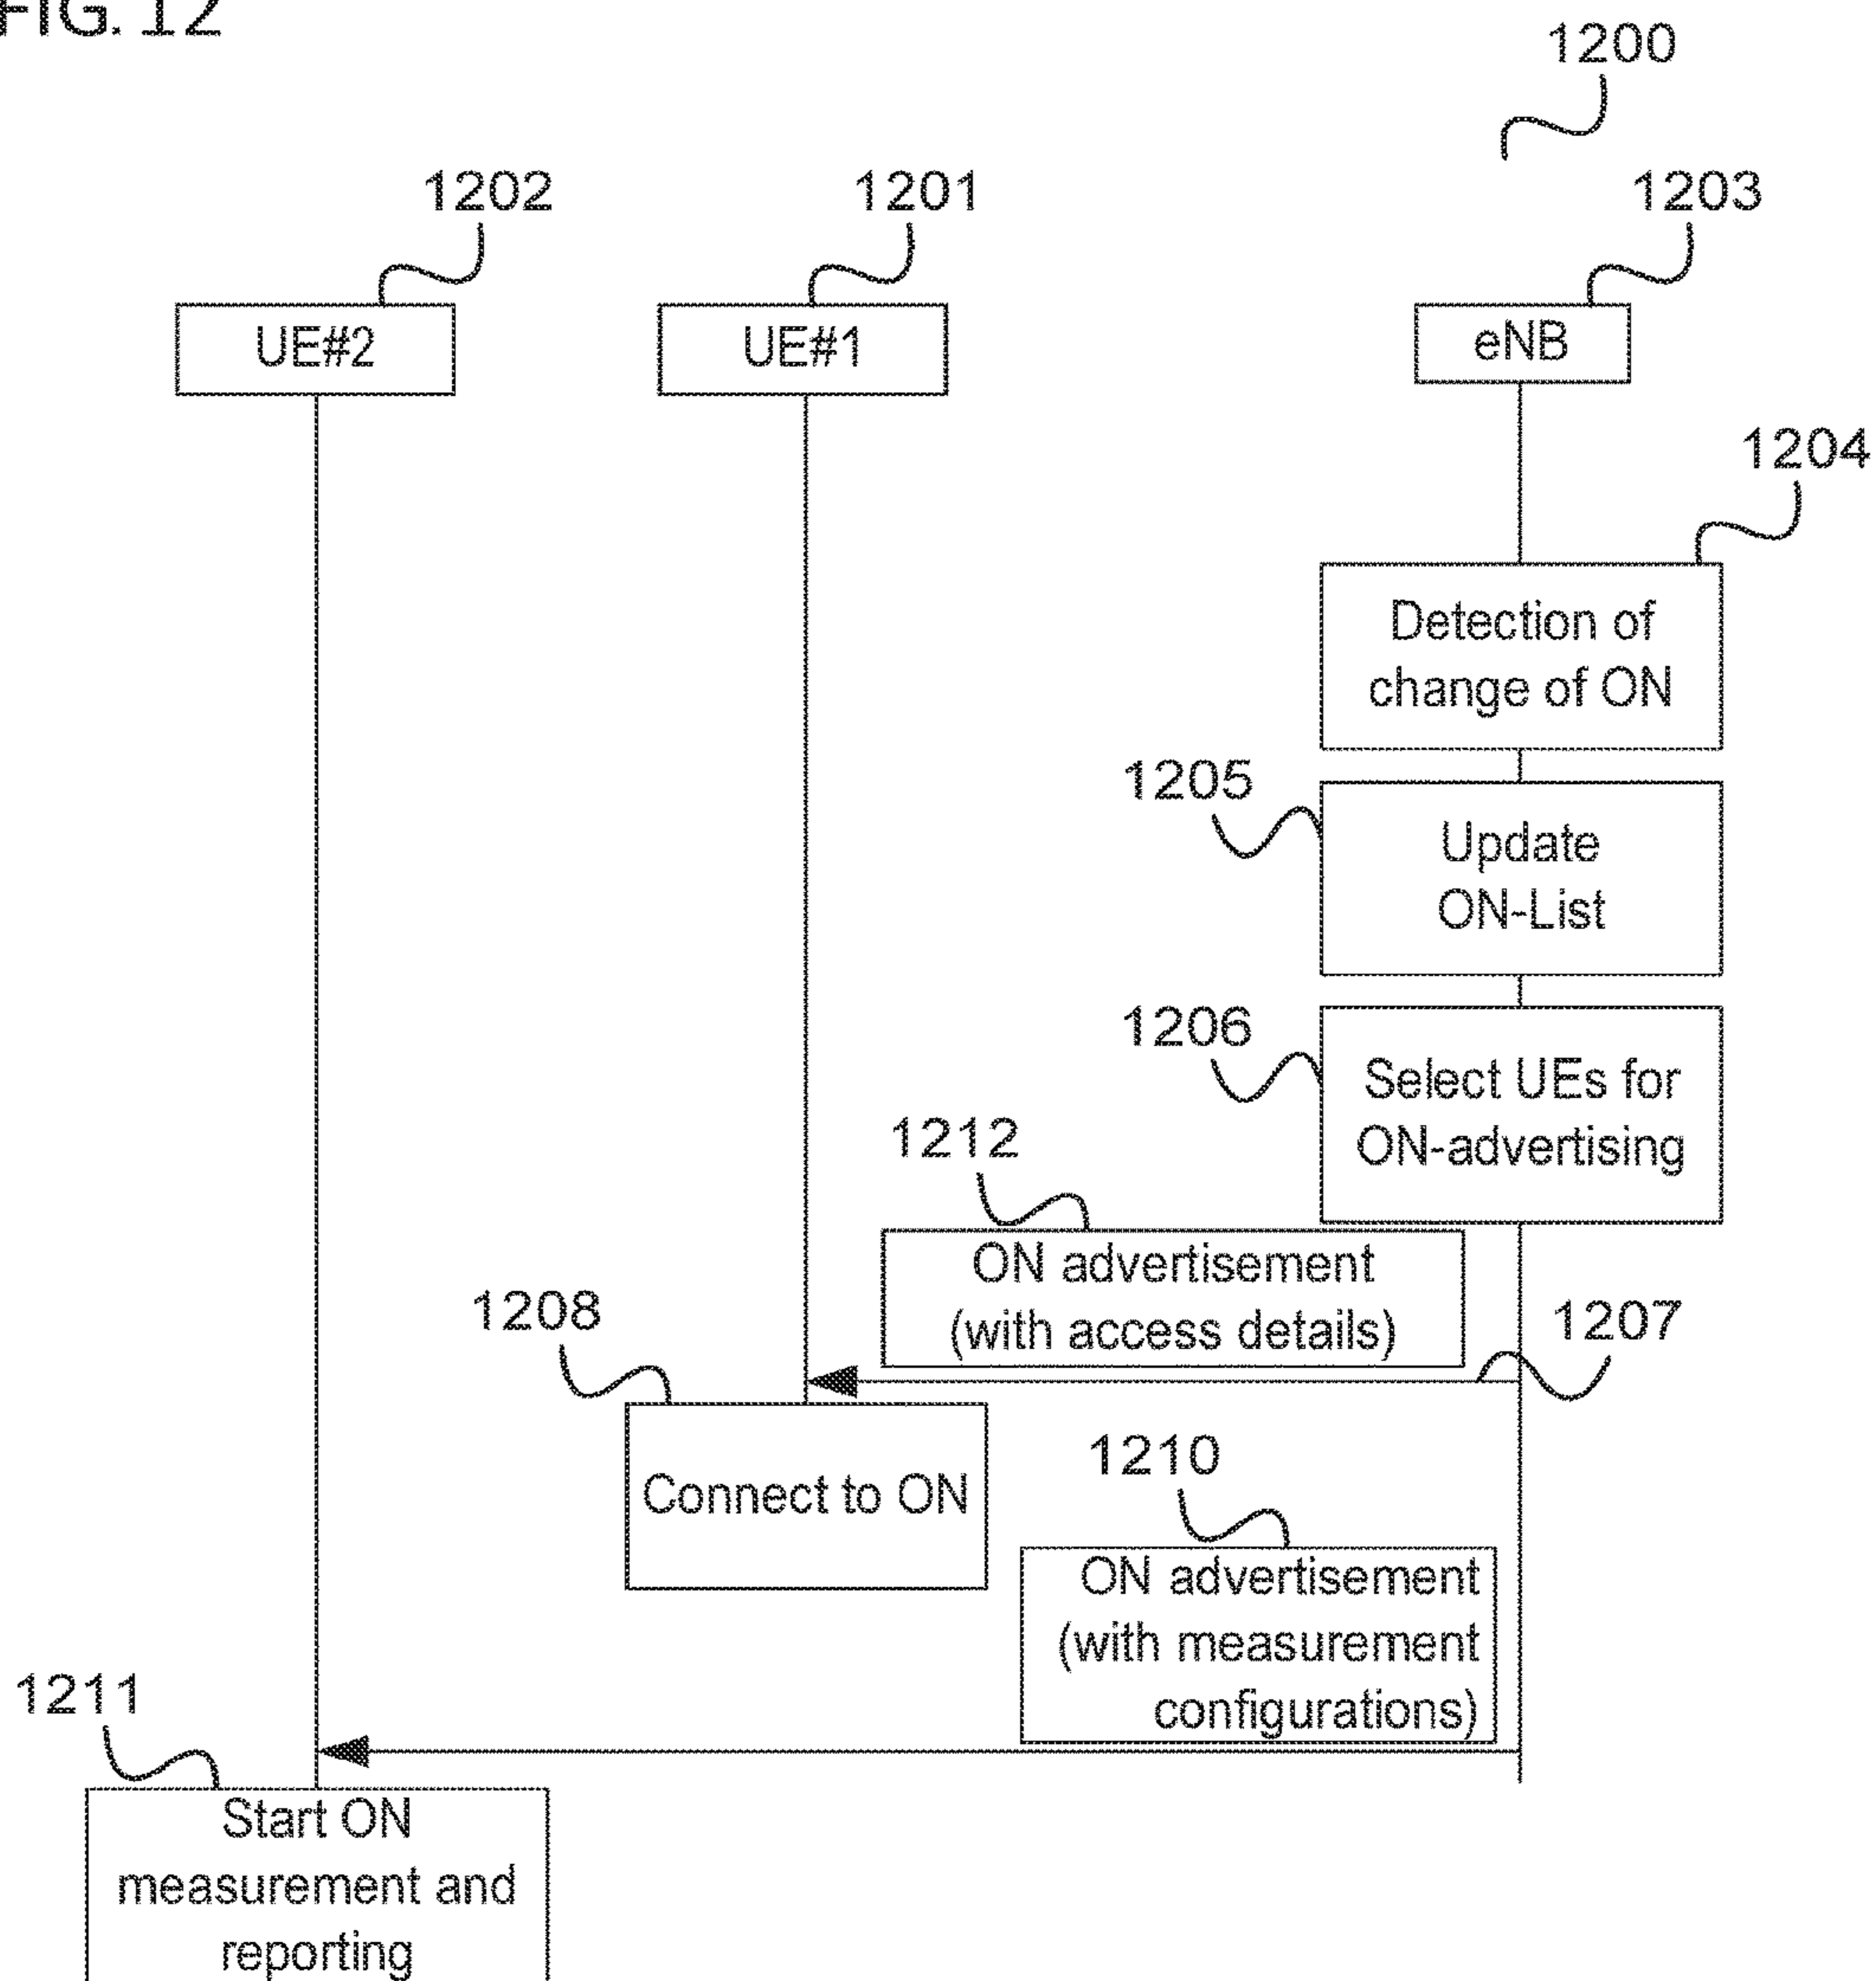 FIG. 12
1200
1202
1201
1203
UE#2
UE#1
eNB
1204
Detection of
change of ON
1205
Update
ON-List
1206
Select UEs for
ON-advertising
1212
ON advertisement
(with access details)
1208
1207
Connect to ON
1210
ON advertisement
(with measurement
configurations)
1211
Start ON
measurement and
reporting